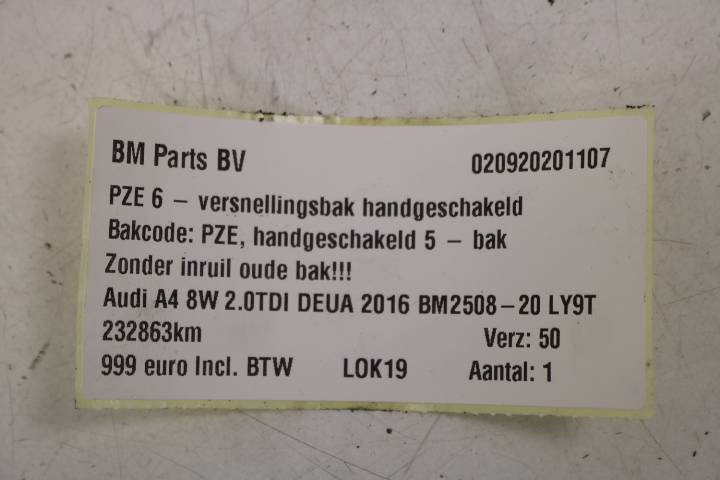 BM Parts BV 020920201107
PZE 6 – versnellingsbak handgeschakeld
Bakcode: PZE, handgeschakeld 5 – bak
Zonder inruil oude bak!!!
Audi A4 8W 2.0TDI DEUA 2016 BM2508–20 LY9T
232863km Verz: 50
999 euro Incl. BTW LOK19 Aantal: 1